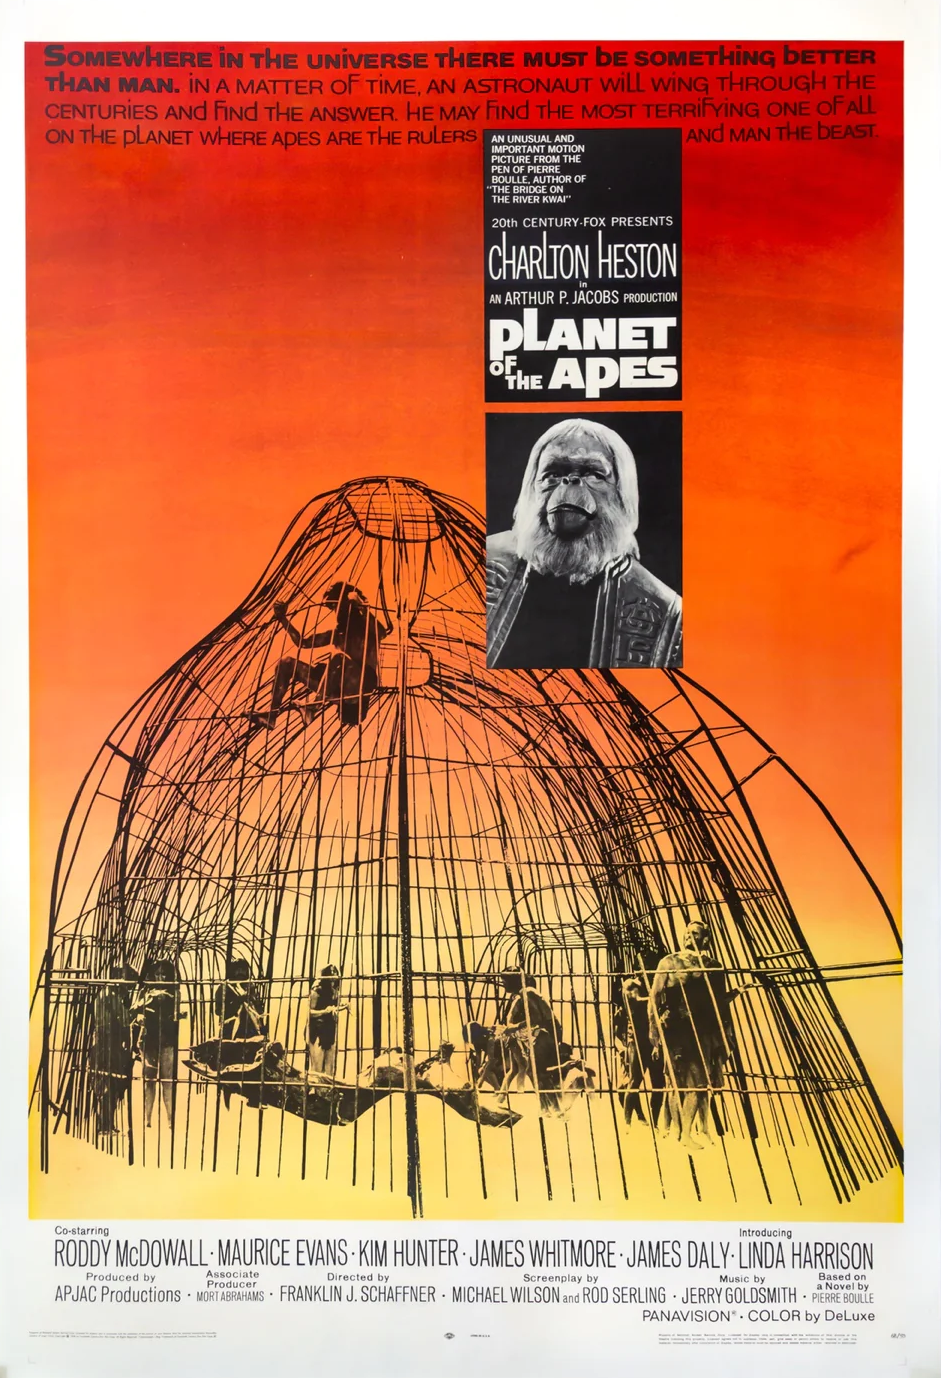 SOMEWHERE IN THE UNIVERSE THERE MUST BE SOMETHING BETTER
THAN MAN. IN A MATTER OF TIME, AN ASTRONAUT WILL WING THROUGH THE
CENTURIES AND FIND THE ANSWER. HE MAY FIND THE MOST TERRIFYING ONE OF ALL
ON THE PLANET WHERE APES ARE THE RULERS AND MAN THE BEAST.
AN UNUSUAL AND
IMPORTANT MOTION
PICTURE FROM THE
PEN OF PIERRE
BOULLE, AUTHOR OF
"THE BRIDGE ON
THE RIVER KWAI"
20th CENTURY-FOX PRESENTS
CHARLTON HESTON
in
AN ARTHUR P. JACOBS PRODUCTION
PLANET
OF THE APES
Co-starring
Introducing
RODDY McDOWALL · MAURICE EVANS · KIM HUNTER · JAMES WHITMORE · JAMES DALY · LINDA HARRISON
Produced by
APJAC Productions ·
Associate
Producer
MORT ABRAHAMS ·
Directed by
FRANKLIN J. SCHAFFNER ·
Screenplay by
MICHAEL WILSON and ROD SERLING ·
Music by
JERRY GOLDSMITH ·
Based on
a Novel by
PIERRE BOULLE
PANAVISION® · COLOR by DeLuxe